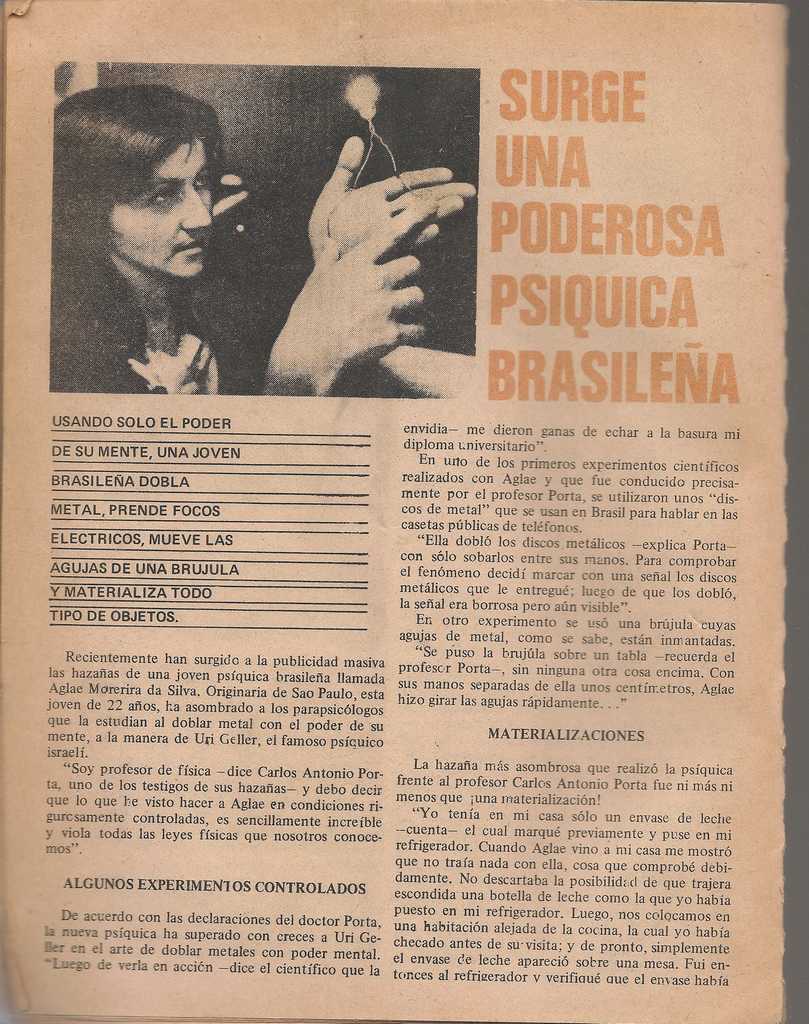 SURGE
UNA
PODEROSA
PSIQUICA
BRASILEÑA
USANDO SOLO EL PODER
DE SU MENTE, UNA JOVEN
BRASILEÑA DOBLA
METAL, PRENDE FOCOS
ELECTRICOS, MUEVE LAS
AGUJAS DE UNA BRUJULA
Y MATERIALIZA TODO
TIPO DE OBJETOS.
Recientemente han surgido a la publicidad masiva
las hazañas de una joven psíquica brasileña llamada
Aglae Morerira da Silva. Originaria de Sao Paulo, esta
joven de 22 años, ha asombrado a los parapsicólogos
que la estudian al doblar metal con el poder de su
mente, a la manera de Uri Geller, el famoso psíquico
israelí.
“Soy profesor de física —dice Carlos Antonio Por-
ta, uno de los testigos de sus hazañas— y debo decir
que lo que he visto hacer a Aglae en condiciones ri-
gurosamente controladas, es sencillamente increíble
y viola todas las leyes físicas que nosotros conoce-
mos”.
ALGUNOS EXPERIMENTOS CONTROLADOS
De acuerdo con las declaraciones del doctor Porta,
la nueva psíquica ha superado con creces a Uri Ge-
ller en el arte de doblar metales con poder mental.
“Luego de verla en acción —dice el científico que la
envidia— me dieron ganas de echar a la basura mi
diploma universitario”.
En uno de los primeros experimentos científicos
realizados con Aglae y que fue conducido precisa-
mente por el profesor Porta, se utilizaron unos “dis-
cos de metal” que se usan en Brasil para hablar en las
casetas públicas de teléfonos.
“Ella dobló los discos metálicos —explica Porta—
con sólo sobarlos entre sus manos. Para comprobar
el fenómeno decidí marcar con una señal los discos
metálicos que le entregué; luego de que los dobló,
la señal era borrosa pero aún visible”.
En otro experimento se usó una brújula cuyas
agujas de metal, como se sabe, están inmantadas.
“Se puso la brujúla sobre un tabla —recuerda el
profesor Porta—, sin ninguna otra cosa encima. Con
sus manos separadas de ella unos centímetros, Aglae
hizo girar las agujas rápidamente. . .”
MATERIALIZACIONES
La hazaña más asombrosa que realizó la psíquica
frente al profesor Carlos Antonio Porta fue ni más ni
menos que ¡una materialización!
“Yo tenía en mi casa sólo un envase de leche
—cuenta— el cual marqué previamente y puse en mi
refrigerador. Cuando Aglae vino a mi casa me mostró
que no traía nada con ella, cosa que comprobé debi-
damente. No descartaba la posibilidad de que trajera
escondida una botella de leche como la que yo había
puesto en mi refrigerador. Luego, nos colocamos en
una habitación alejada de la cocina, la cual yo había
checado antes de su visita; y de pronto, simplemente
el envase de leche apareció sobre una mesa. Fui en-
tonces al refrigerador y verifiqué que el envase había